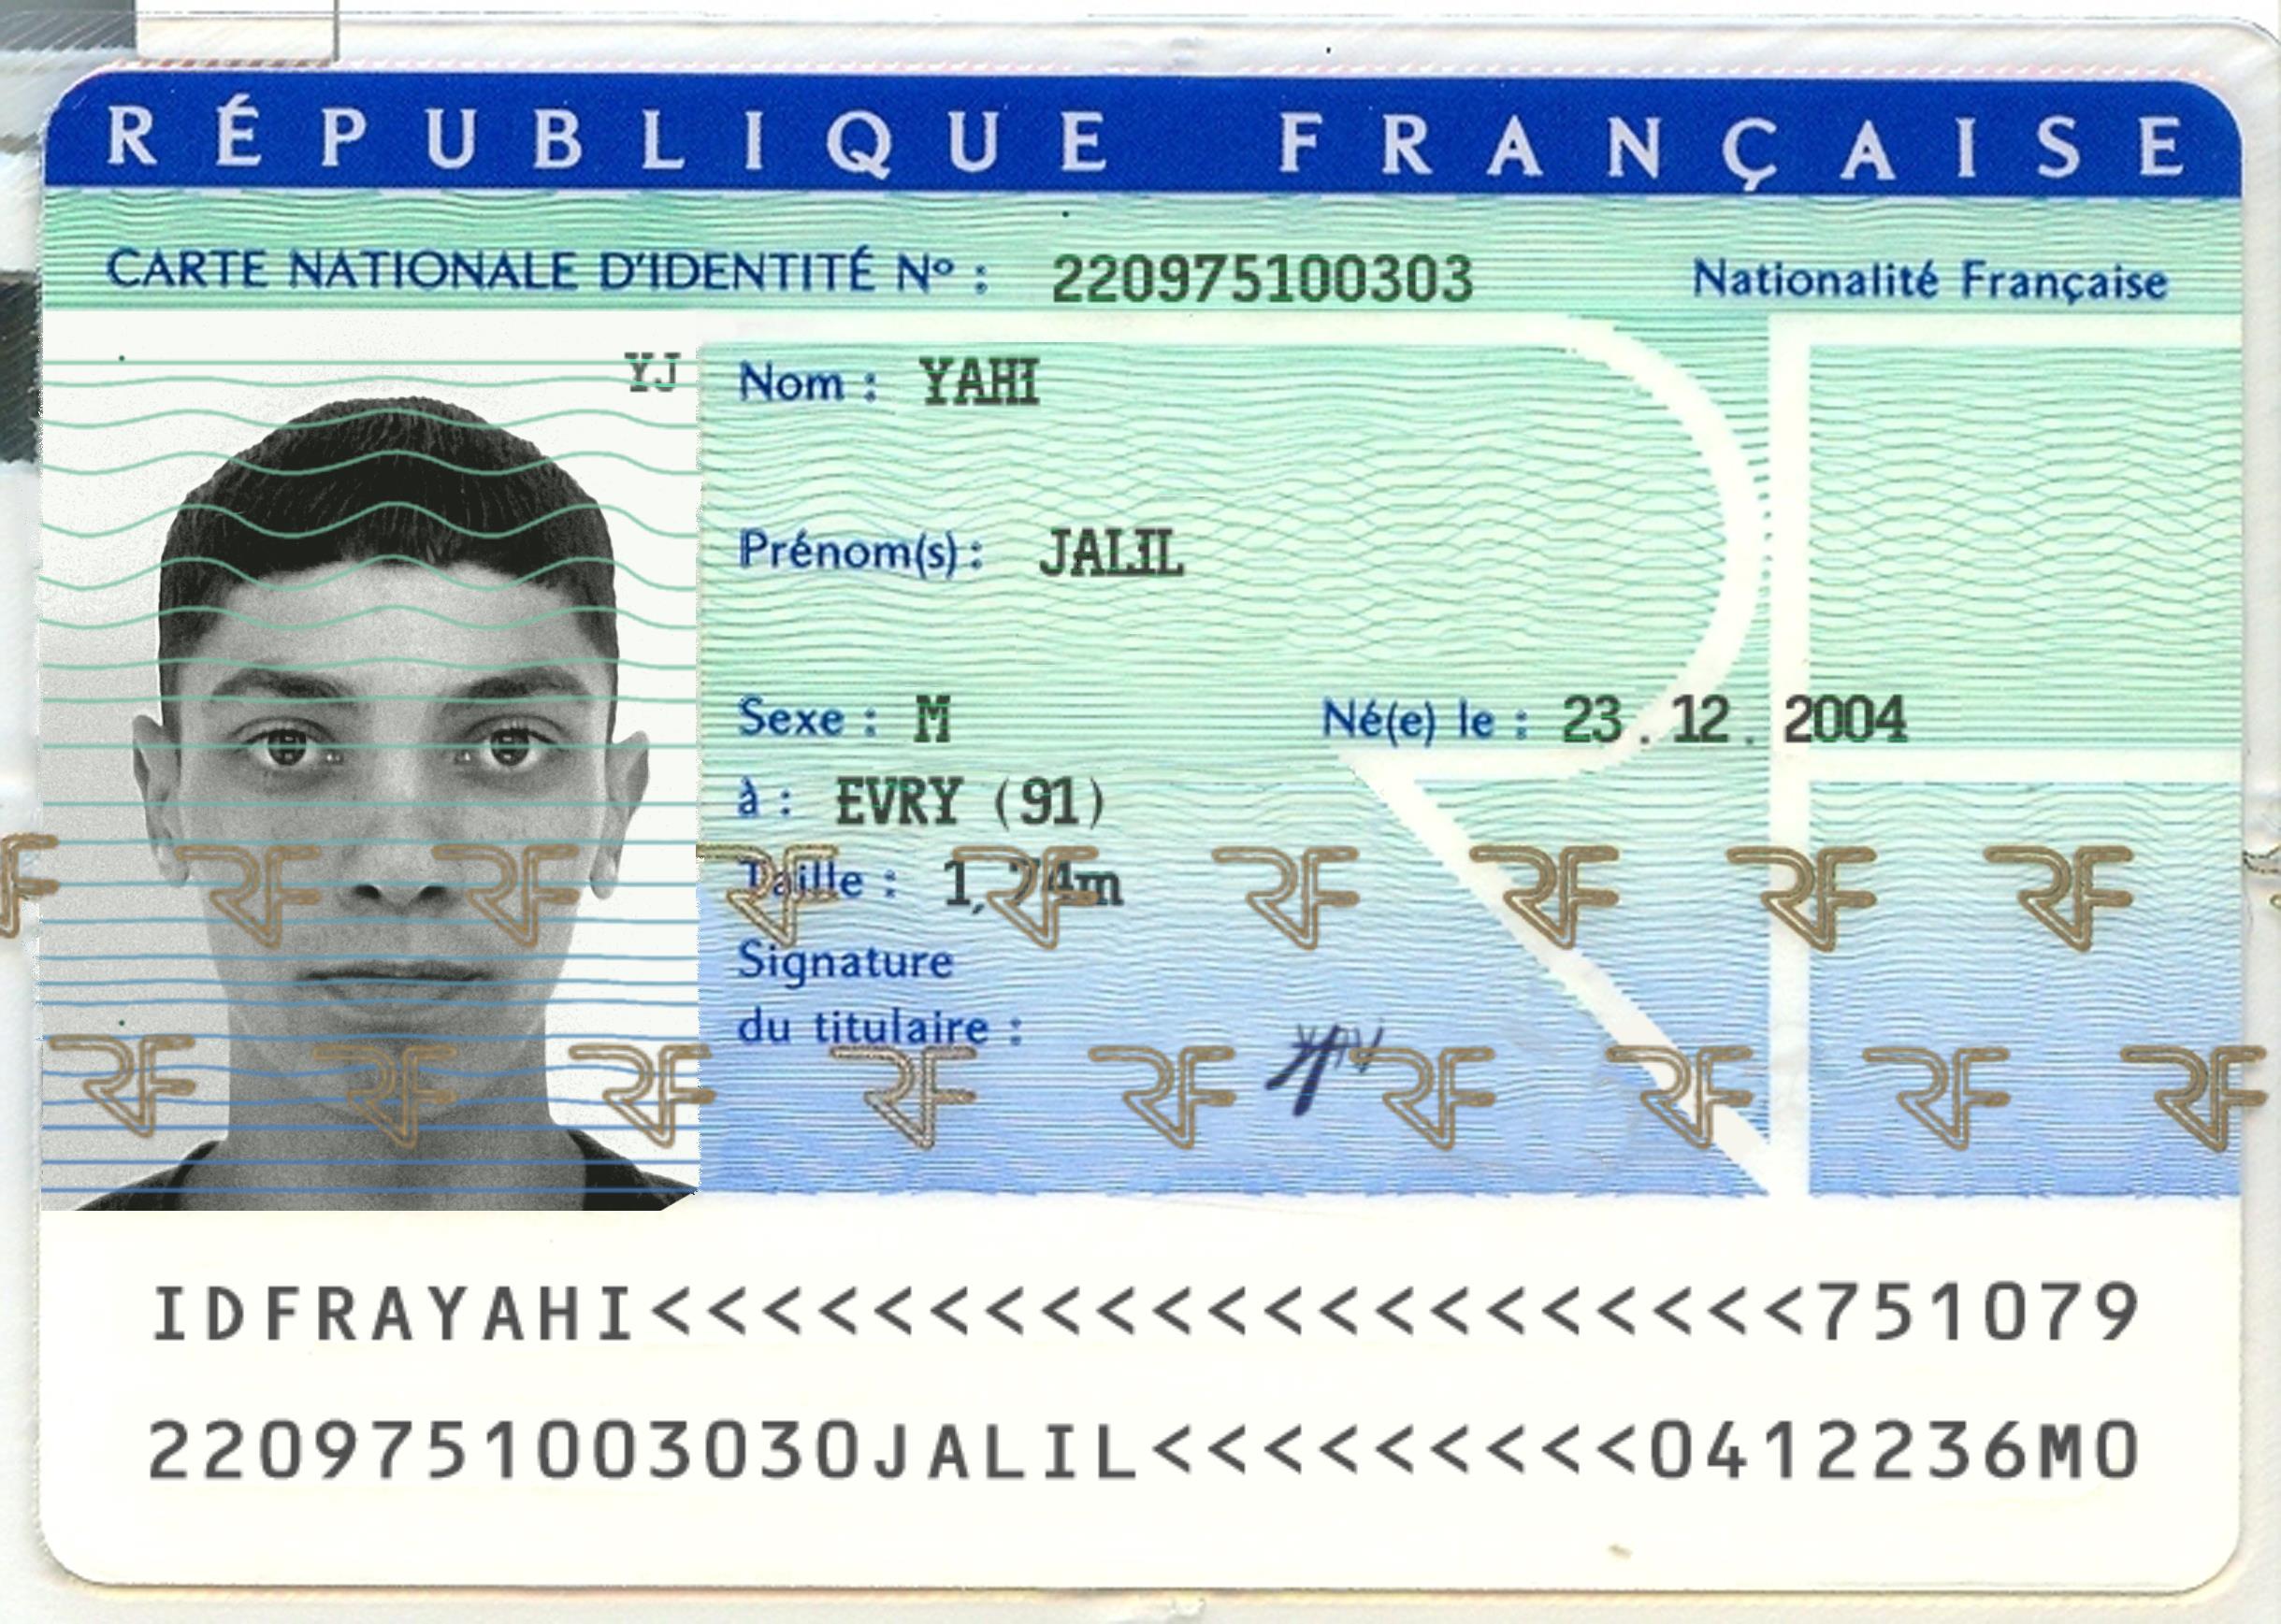 RÉPUBLIQUE FRANÇAISE
CARTE NATIONALE D'IDENTITÉ Nº : 220975100303 Nationalité Française
YJ
Nom : YAHI
Prénom(s) : JALIL
Sexe : M Né(e) le : 23.12.2004
à : EVRY (91)
RF RF RF RF RF RF RF RF RF
Taille : 1,74m
Signature
du titulaire :
RF RF RF RF RF RF RF RF RF
IDFRAYAHI<<<<<<<<<<<<<<<<<<<<<751079
2209751003030JALIL<<<<<<<<<0412236M0